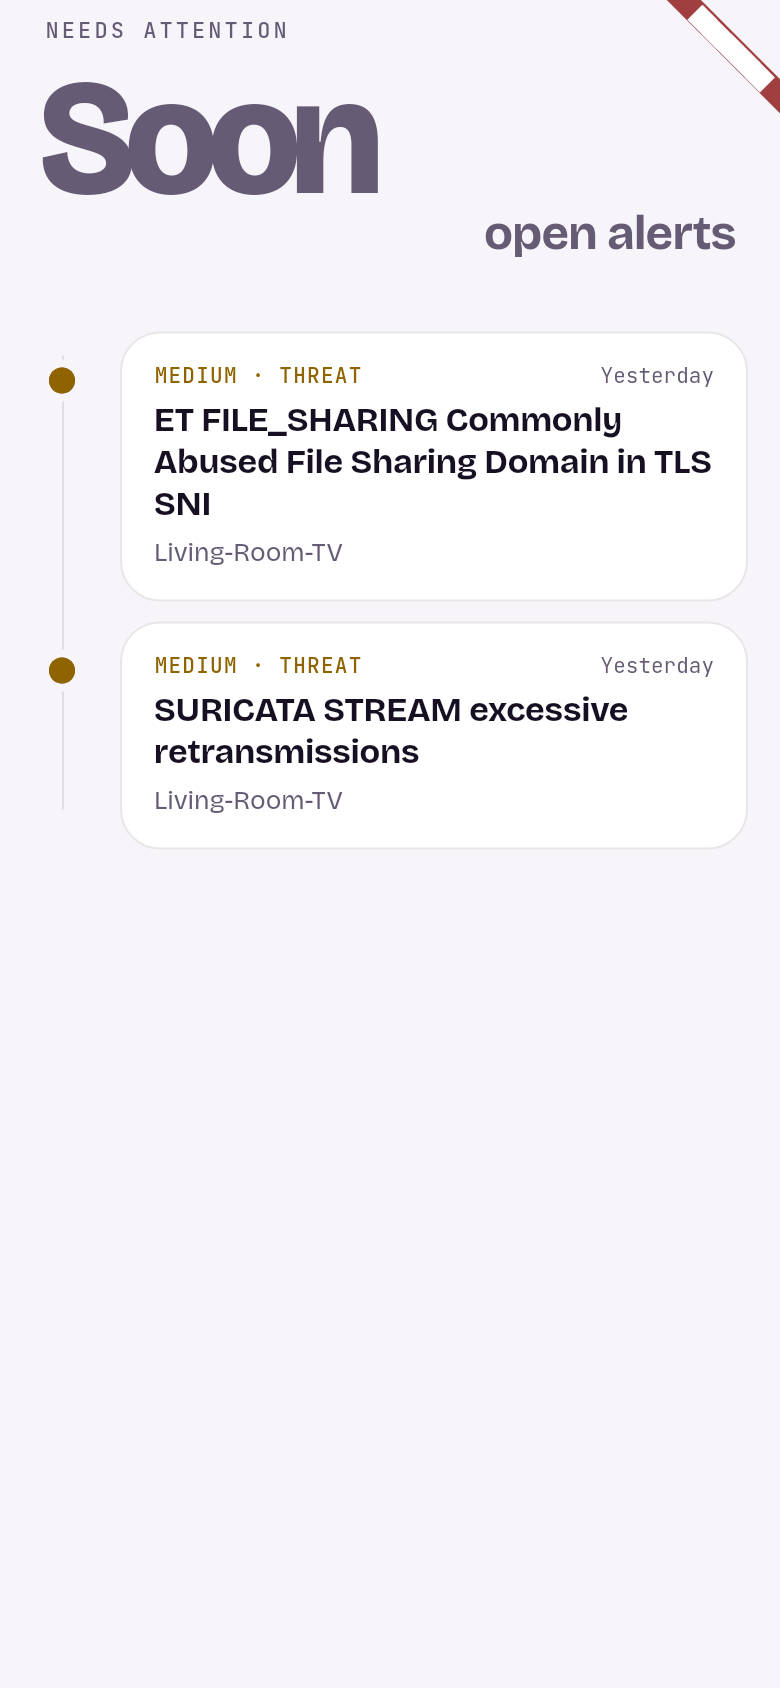 NEEDS ATTENTION
Soon
open alerts
MEDIUM · THREAT
Yesterday
ET FILE_SHARING Commonly
Abused File Sharing Domain in TLS
SNI
Living-Room-TV
MEDIUM · THREAT
Yesterday
SURICATA STREAM excessive
retransmissions
Living-Room-TV